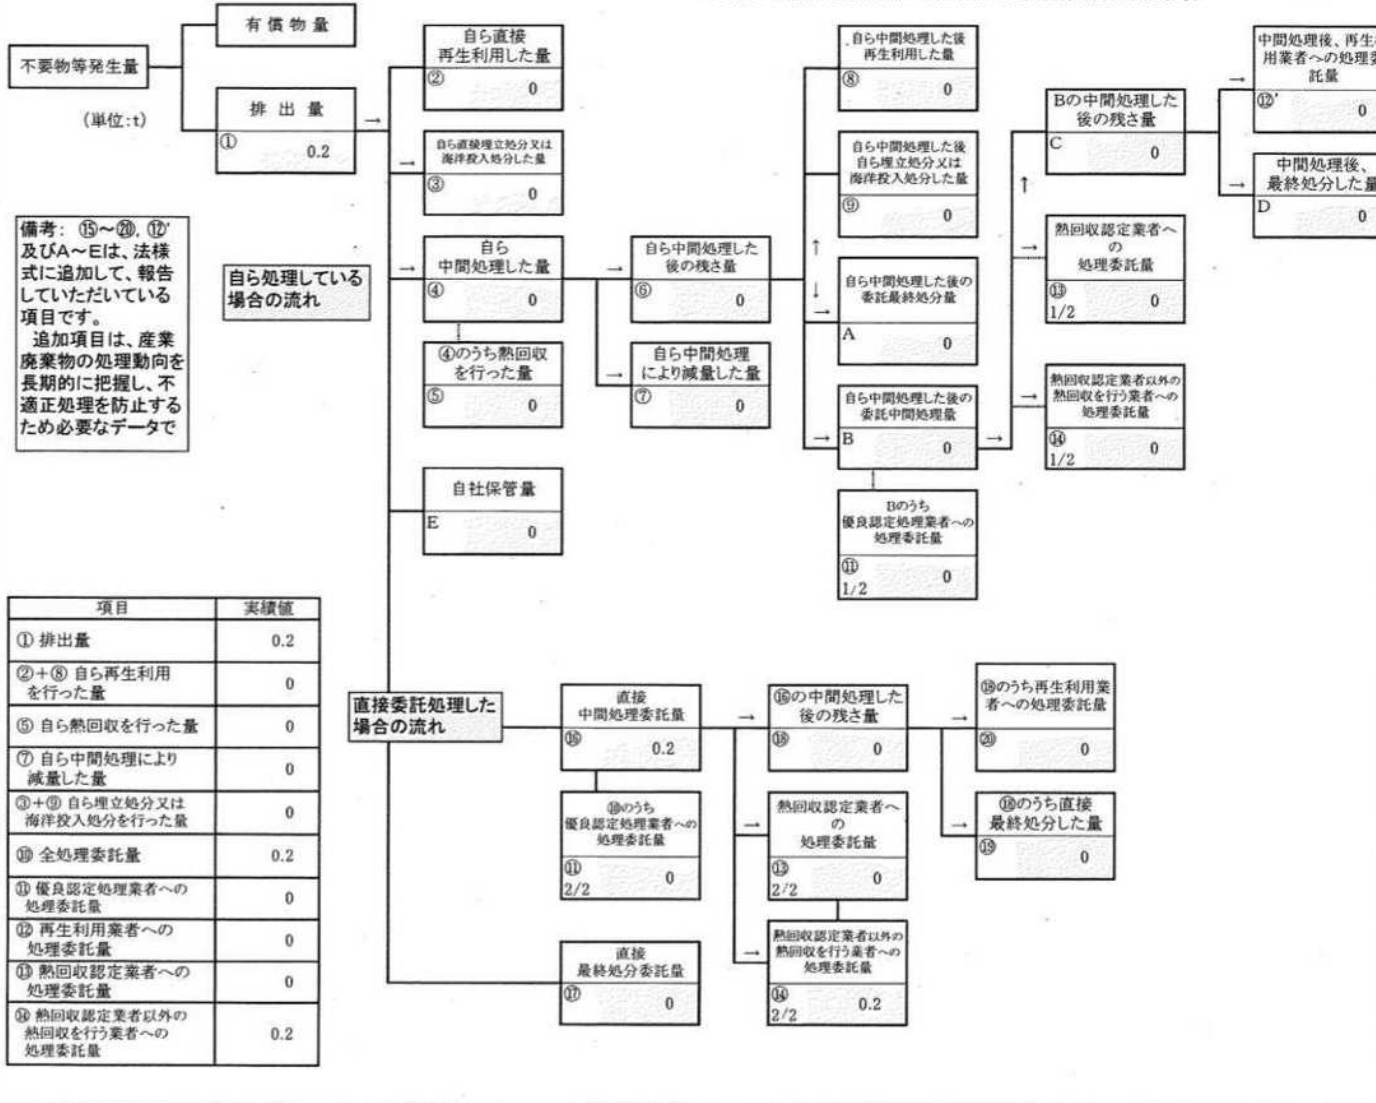 有償物量
不要物等発生量
(単位:t)
排出量
①
0.2
→
自ら直接
再生利用した量
②
0
→
自ら直接埋立処分又は
海洋投入処分した量
③
0
→
自ら
中間処理した量
④
0
④のうち熱回収
を行った量
⑤
0
自社保管量
E
0
→
自ら中間処理した
後の残さ量
⑥
0
→
自ら中間処理
により減量した量
⑦
0
自ら中間処理した後
再生利用した量
⑧
0
自ら中間処理した後
自ら埋立処分又は
海洋投入処分した量
⑨
0
↑
↓
→
自ら中間処理した後の
委託最終処分量
A
0
→
自ら中間処理した後の
委託中間処理量
B
0
→
Bのうち
優良認定処理業者への
処理委託量
⑪
1/2
0
↑
Bの中間処理した
後の残さ量
C
0
→
熱回収認定業者へ
の
処理委託量
⑬
1/2
0
→
熱回収認定業者以外の
熱回収を行う業者への
処理委託量
⑭
1/2
0
→
中間処理後、再生
用業者への処理委
託量
⑫'
0
→
中間処理後、
最終処分した量
D
0
備考: ⑮～⑳, ⑫'
及びA～Eは、法様
式に追加して、報告
していただいている
項目です。
追加項目は、産業
廃棄物の処理動向を
長期的に把握し、不
適正処理を防止する
ため必要なデータで
自ら処理している
場合の流れ
項目 実績値
① 排出量 0.2
②+⑧ 自ら再生利用
を行った量 0
⑤ 自ら熱回収を行った量 0
⑦ 自ら中間処理により
減量した量 0
③+⑨ 自ら埋立処分又は
海洋投入処分を行った量 0
⑩ 全処理委託量 0.2
⑪ 優良認定処理業者への
処理委託量 0
⑫ 再生利用業者への
処理委託量 0
⑬ 熱回収認定業者への
処理委託量 0
⑭ 熱回収認定業者以外の
熱回収を行う業者への
処理委託量 0.2
直接委託処理した
場合の流れ
直接
中間処理委託量
⑯
0.2
⑩のうち
優良認定処理業者への
処理委託量
⑪
2/2
0
直接
最終処分委託量
⑰
0
→
⑯の中間処理した
後の残さ量
⑱
0
→
熱回収認定業者へ
の
処理委託量
⑬
2/2
0
→
熱回収認定業者以外の
熱回収を行う業者への
処理委託量
⑭
2/2
0.2
→
⑱のうち再生利用業
者への処理委託量
⑳
0
→
⑱のうち直接
最終処分した量
⑲
0